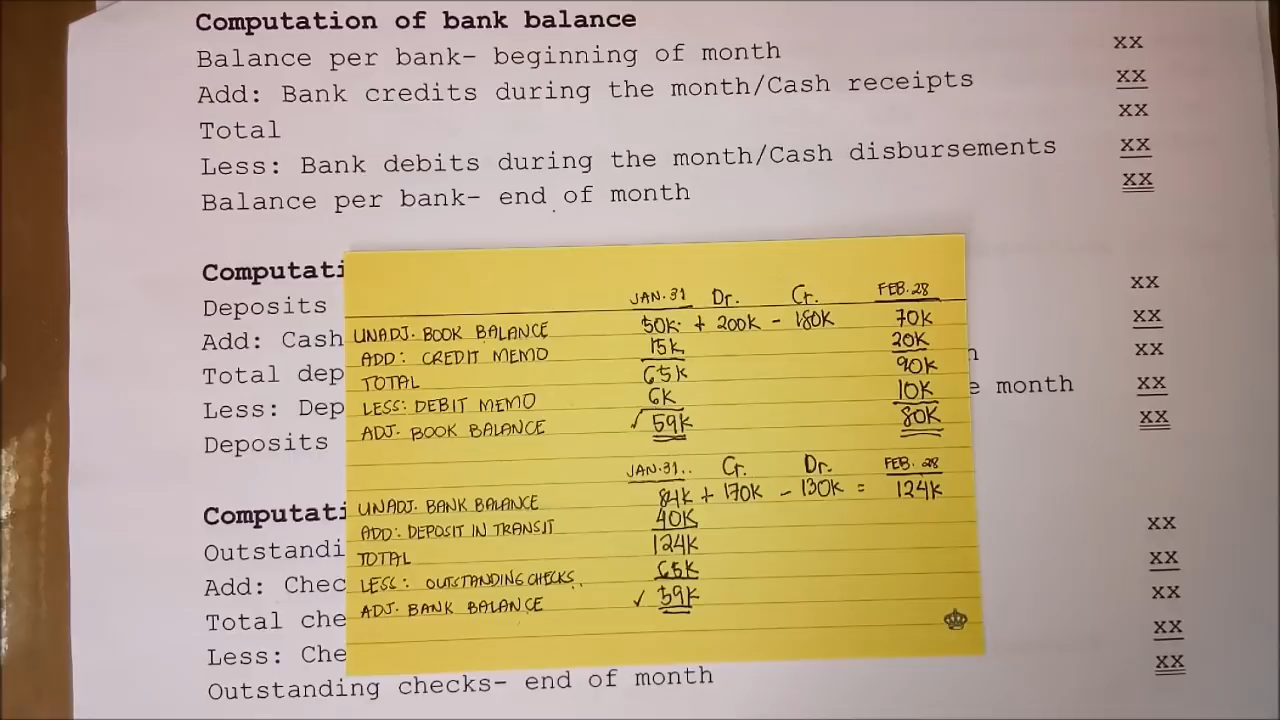 Computation of bank balance
Balance per bank- beginning of month xx
Add: Bank credits during the month/Cash receipts xx
Total xx
Less: Bank debits during the month/Cash disbursements xx
Balance per bank- end of month xx
Computati
Deposits xx
Add: Cash xx
Total dep xx
Less: Dep e month xx
Deposits xx
JAN. 31 Dr. Cr. FEB. 28
UNADJ. BOOK BALANCE 50K + 200K - 180K 70K
ADD: CREDIT MEMO 15K 20K
TOTAL 65K 90K
LESS: DEBIT MEMO 6K 10K
ADJ. BOOK BALANCE ✓ 59K 80K
JAN. 31.. Cr. Dr. FEB. 28
UNADJ. BANK BALANCE 84K + 170K - 130K = 124K
ADD: DEPOSIT IN TRANSIT 40K
TOTAL 124K
LESS: OUTSTANDING CHECKS 65K
ADJ. BANK BALANCE ✓ 59K
Computati
Outstandi xx
Add: Chec xx
Total che xx
Less: Che xx
Outstanding checks- end of month xx